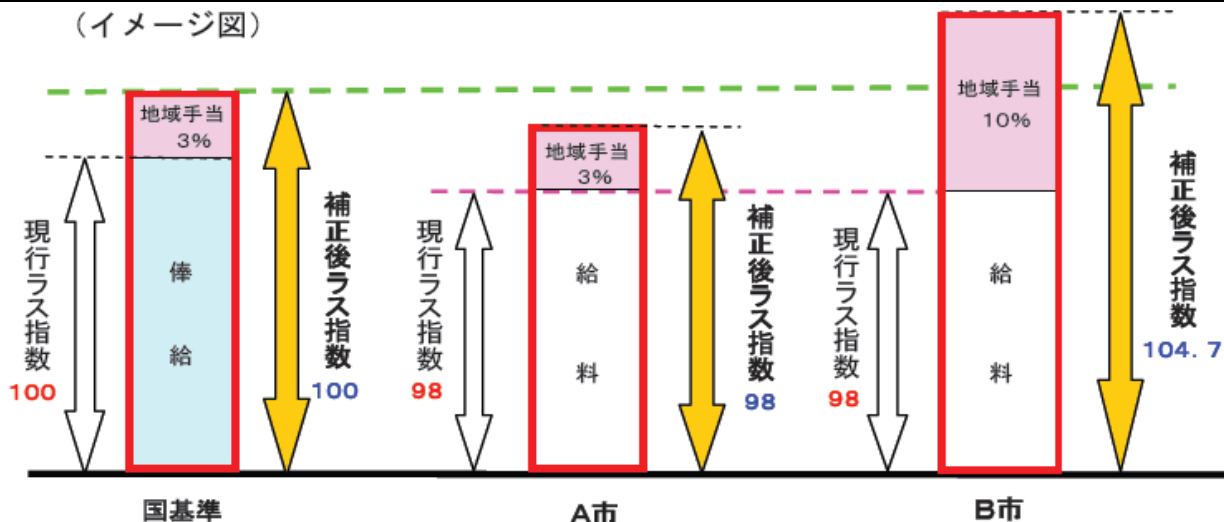 （イメージ図）
地域手当
3%
俸
給
現行ラス指数
100
補正後ラス指数
100
国基準
地域手当
3%
給
料
現行ラス指数
98
補正後ラス指数
98
A市
地域手当
10%
給
料
現行ラス指数
98
補正後ラス指数
104.7
B市